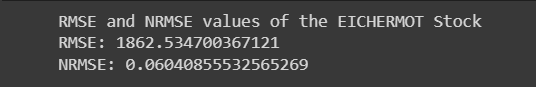 RMSE and NRMSE values of the EICHERMOT Stock
RMSE: 1862.534700367121
NRMSE: 0.06040855532565269